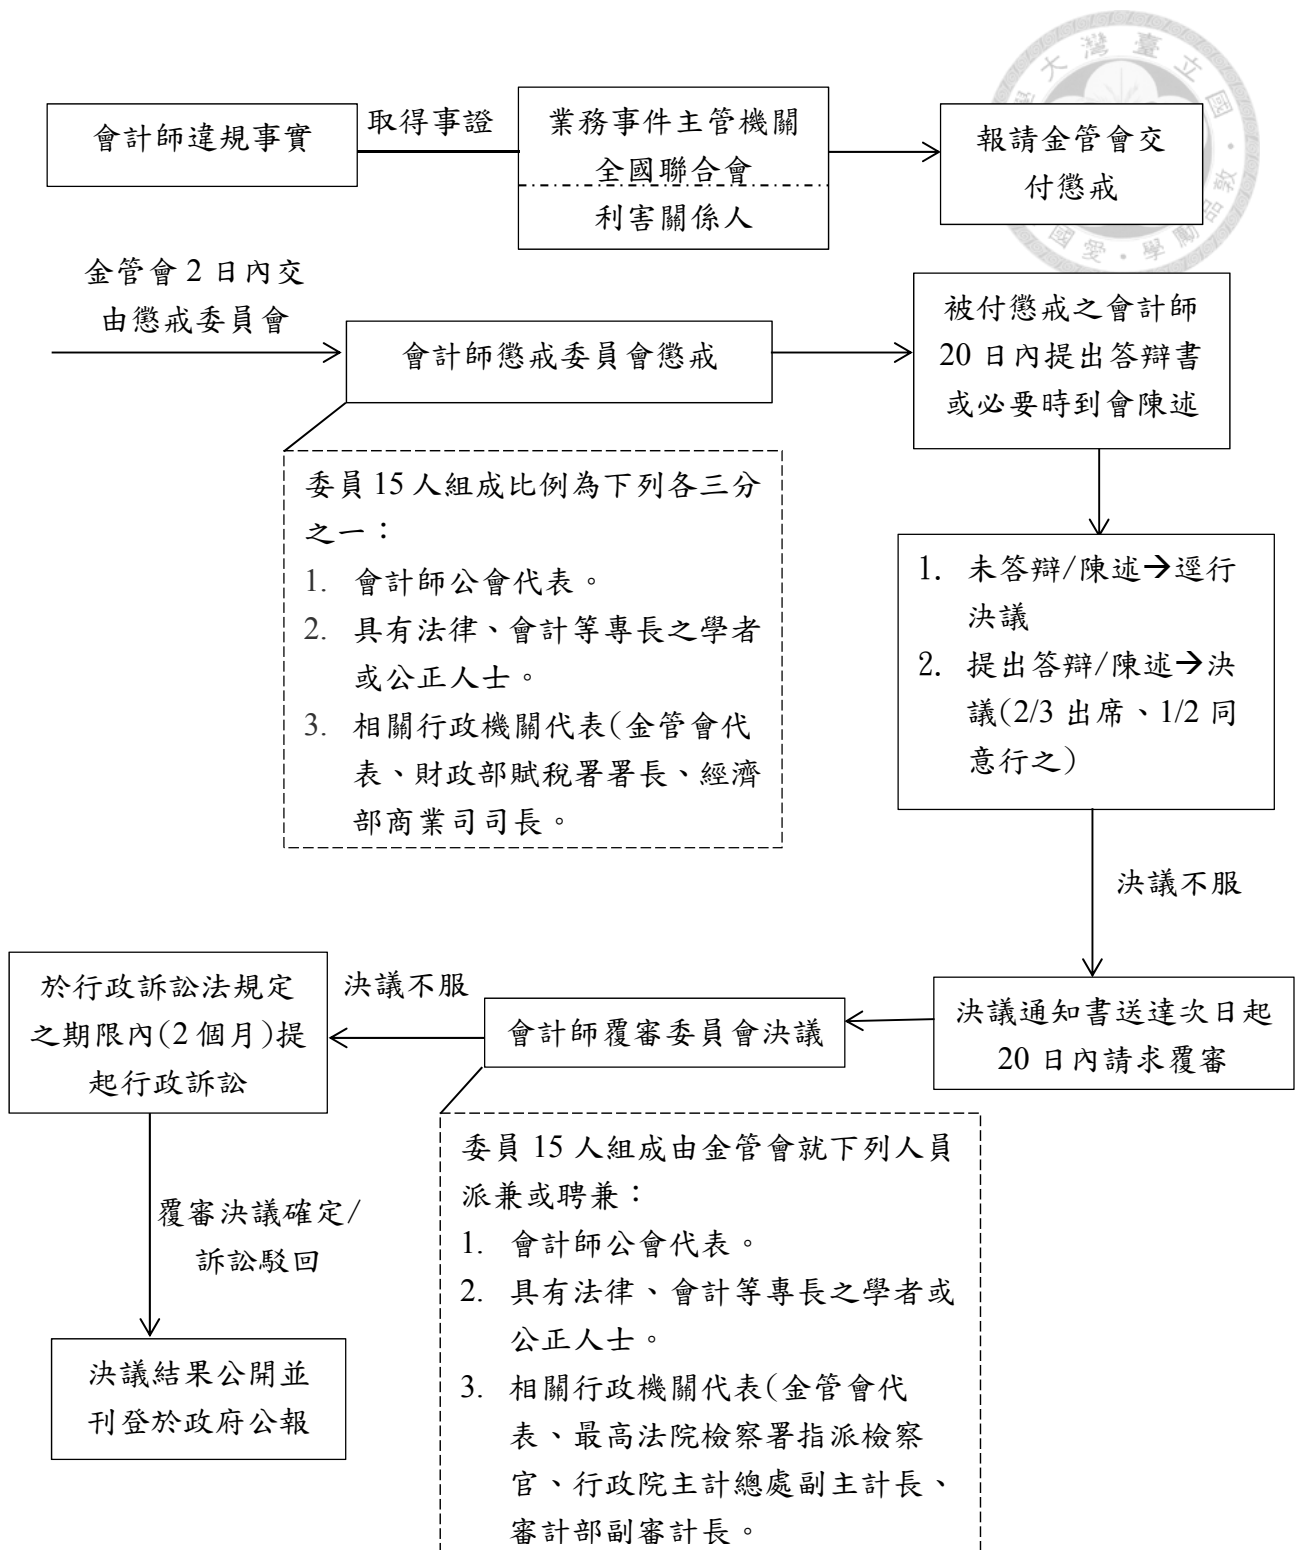 會計師違規事實
取得事證
業務事件主管機關
全國聯合會
利害關係人
報請金管會交
付懲戒
金管會 2 日內交
由懲戒委員會
會計師懲戒委員會懲戒
被付懲戒之會計師
20 日內提出答辯書
或必要時到會陳述
委員 15 人組成比例為下列各三分
之一：
1. 會計師公會代表。
2. 具有法律、會計等專長之學者
或公正人士。
3. 相關行政機關代表(金管會代
表、財政部賦稅署署長、經濟
部商業司司長。
1. 未答辯/陳述→逕行
決議
2. 提出答辯/陳述→決
議(2/3 出席、1/2 同
意行之)
決議不服
決議通知書送達次日起
20 日內請求覆審
會計師覆審委員會決議
決議不服
於行政訴訟法規定
之期限內(2 個月)提
起行政訴訟
委員 15 人組成由金管會就下列人員
派兼或聘兼：
1. 會計師公會代表。
2. 具有法律、會計等專長之學者或
公正人士。
3. 相關行政機關代表(金管會代
表、最高法院檢察署指派檢察
官、行政院主計總處副主計長、
審計部副審計長。
覆審決議確定/
訴訟駁回
決議結果公開並
刊登於政府公報